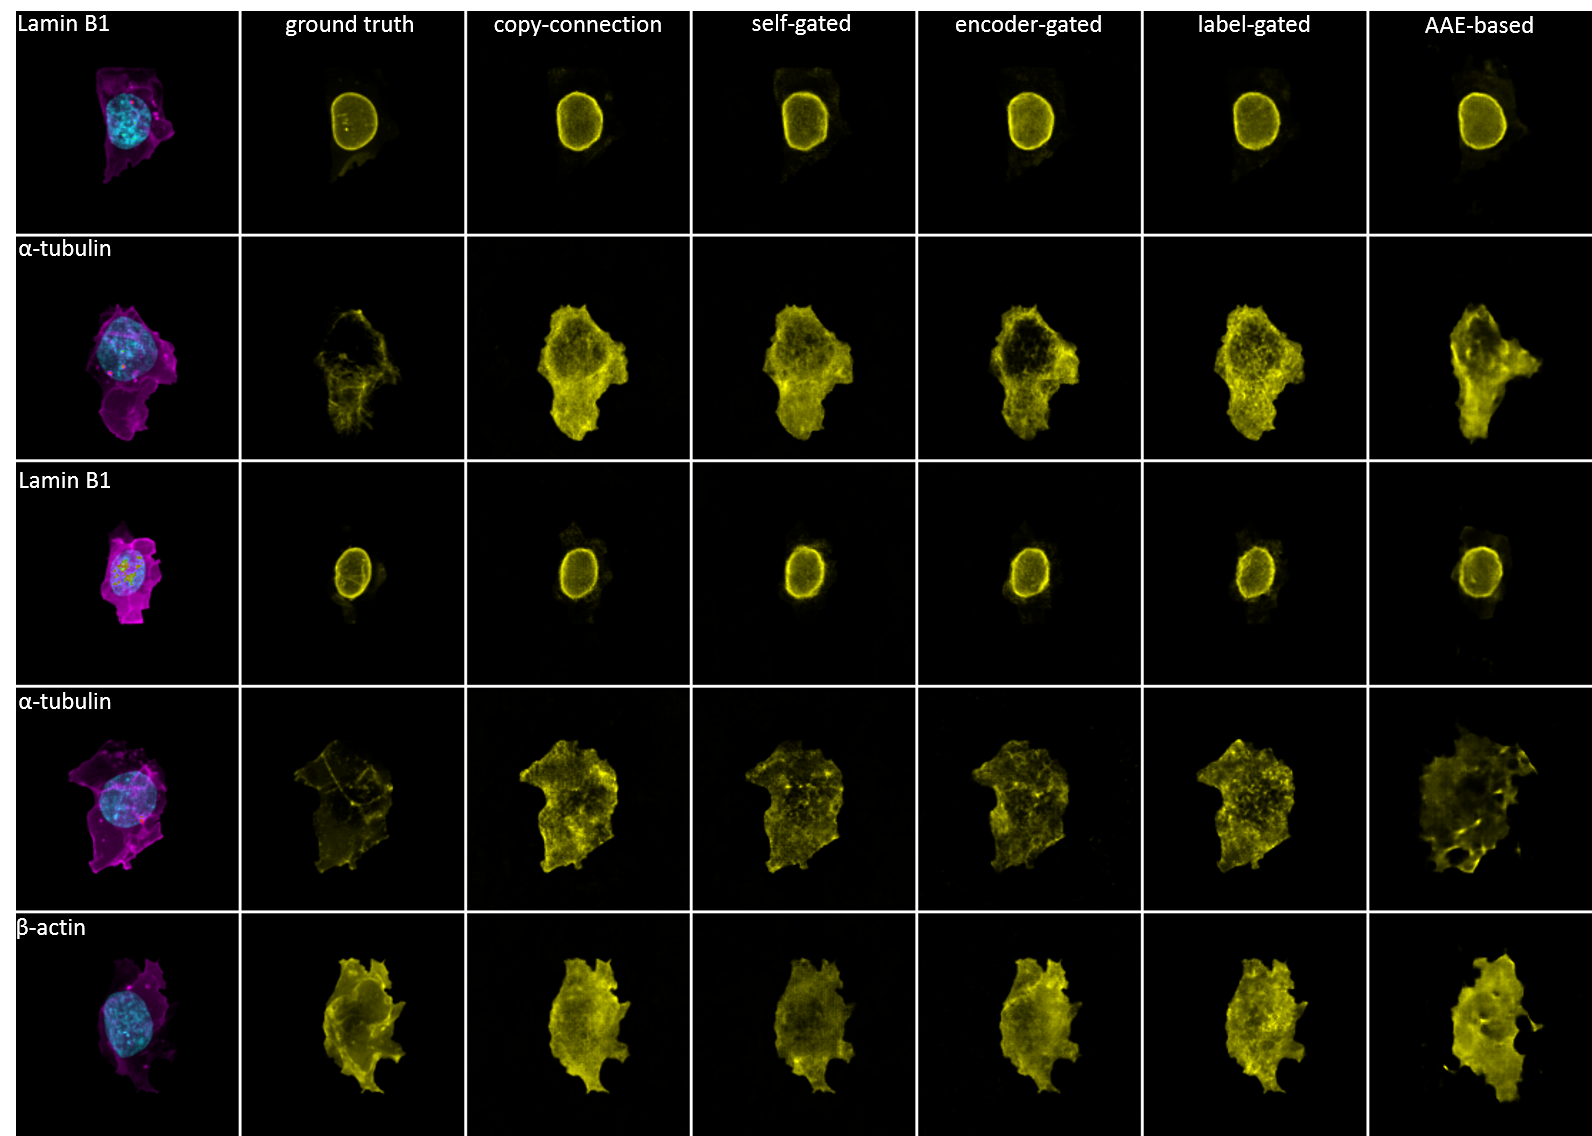 Lamin B1 ground truth copy-connection self-gated encoder-gated label-gated AAE-based
α-tubulin
Lamin B1
α-tubulin
β-actin